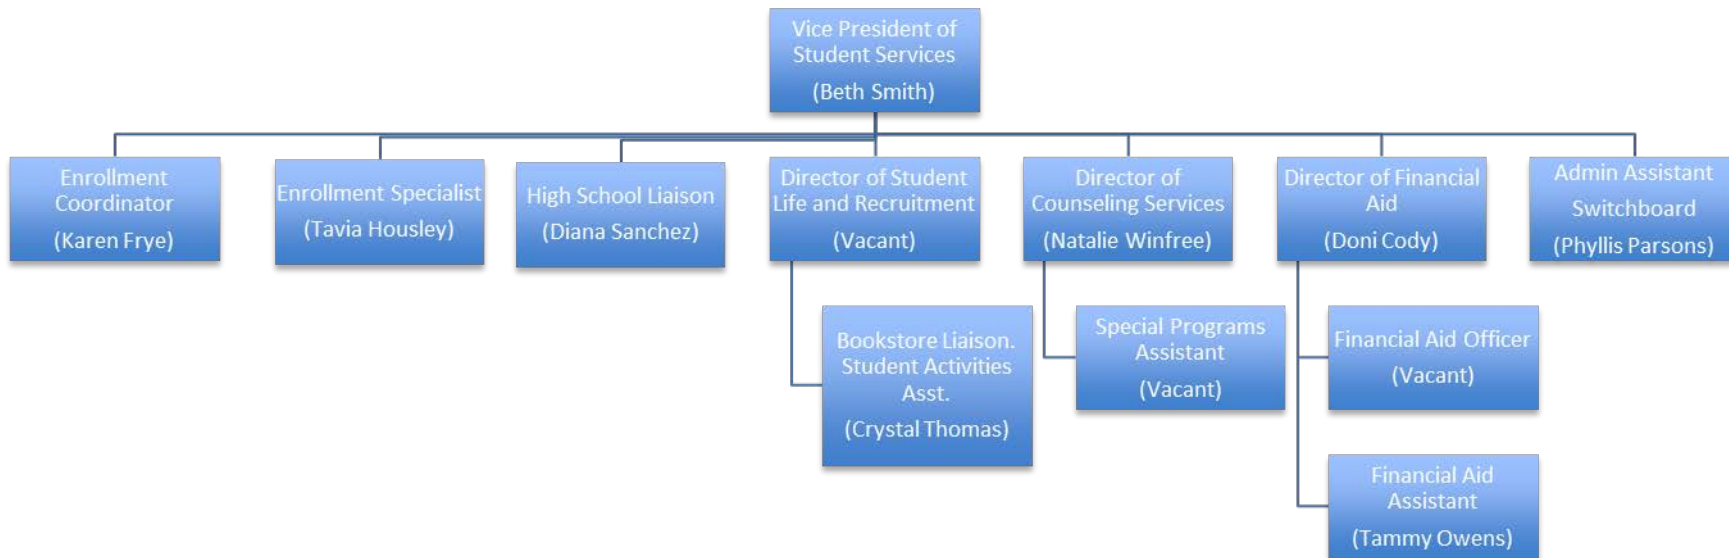 Vice President of
Student Services
(Beth Smith)
Enrollment
Coordinator
(Karen Frye)
Enrollment Specialist
(Tavia Housley)
High School Liaison
(Diana Sanchez)
Director of Student
Life and Recruitment
(Vacant)
Director of
Counseling Services
(Natalie Winfree)
Director of Financial
Aid
(Doni Cody)
Admin Assistant
Switchboard
(Phyllis Parsons)
Bookstore Liaison.
Student Activities
Asst.
(Crystal Thomas)
Special Programs
Assistant
(Vacant)
Financial Aid Officer
(Vacant)
Financial Aid
Assistant
(Tammy Owens)